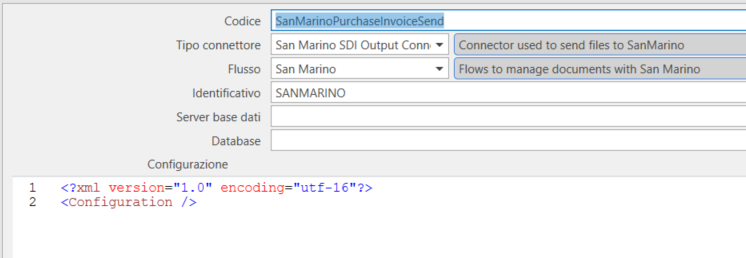 Codice SanMarinoPurchaseInvoiceSend
Tipo connettore San Marino SDI Output Conn Connector used to send files to SanMarino
Flusso San Marino Flows to manage documents with San Marino
Identificativo SANMARINO
Server base dati
Database
Configurazione
1 <?xml version="1.0" encoding="utf-16"?>
2 <Configuration />